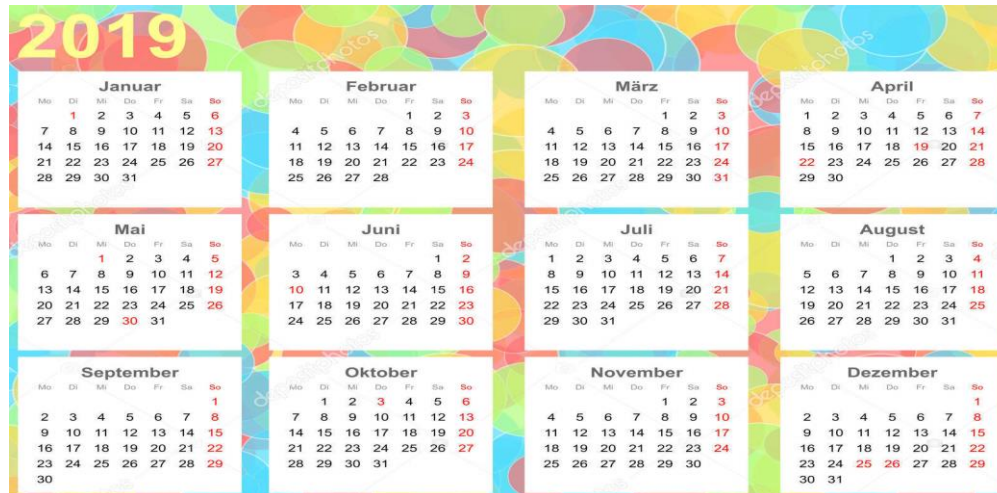 2019
Januar
Mo Di Mi Do Fr Sa So
1 2 3 4 5 6
7 8 9 10 11 12 13
14 15 16 17 18 19 20
21 22 23 24 25 26 27
28 29 30 31
Februar
Mo Di Mi Do Fr Sa So
1 2 3
4 5 6 7 8 9 10
11 12 13 14 15 16 17
18 19 20 21 22 23 24
25 26 27 28
März
Mo Di Mi Do Fr Sa So
1 2 3
4 5 6 7 8 9 10
11 12 13 14 15 16 17
18 19 20 21 22 23 24
25 26 27 28 29 30 31
April
Mo Di Mi Do Fr Sa So
1 2 3 4 5 6 7
8 9 10 11 12 13 14
15 16 17 18 19 20 21
22 23 24 25 26 27 28
29 30
Mai
Mo Di Mi Do Fr Sa So
1 2 3 4 5
6 7 8 9 10 11 12
13 14 15 16 17 18 19
20 21 22 23 24 25 26
27 28 29 30 31
Juni
Mo Di Mi Do Fr Sa So
1 2
3 4 5 6 7 8 9
10 11 12 13 14 15 16
17 18 19 20 21 22 23
24 25 26 27 28 29 30
Juli
Mo Di Mi Do Fr Sa So
1 2 3 4 5 6 7
8 9 10 11 12 13 14
15 16 17 18 19 20 21
22 23 24 25 26 27 28
29 30 31
August
Mo Di Mi Do Fr Sa So
1 2 3 4
5 6 7 8 9 10 11
12 13 14 15 16 17 18
19 20 21 22 23 24 25
26 27 28 29 30 31
September
Mo Di Mi Do Fr Sa So
1
2 3 4 5 6 7 8
9 10 11 12 13 14 15
16 17 18 19 20 21 22
23 24 25 26 27 28 29
30
Oktober
Mo Di Mi Do Fr Sa So
1 2 3 4 5 6
7 8 9 10 11 12 13
14 15 16 17 18 19 20
21 22 23 24 25 26 27
28 29 30 31
November
Mo Di Mi Do Fr Sa So
1 2 3
4 5 6 7 8 9 10
11 12 13 14 15 16 17
18 19 20 21 22 23 24
25 26 27 28 29 30
Dezember
Mo Di Mi Do Fr Sa So
1
2 3 4 5 6 7 8
9 10 11 12 13 14 15
16 17 18 19 20 21 22
23 24 25 26 27 28 29
30 31
depositphotos